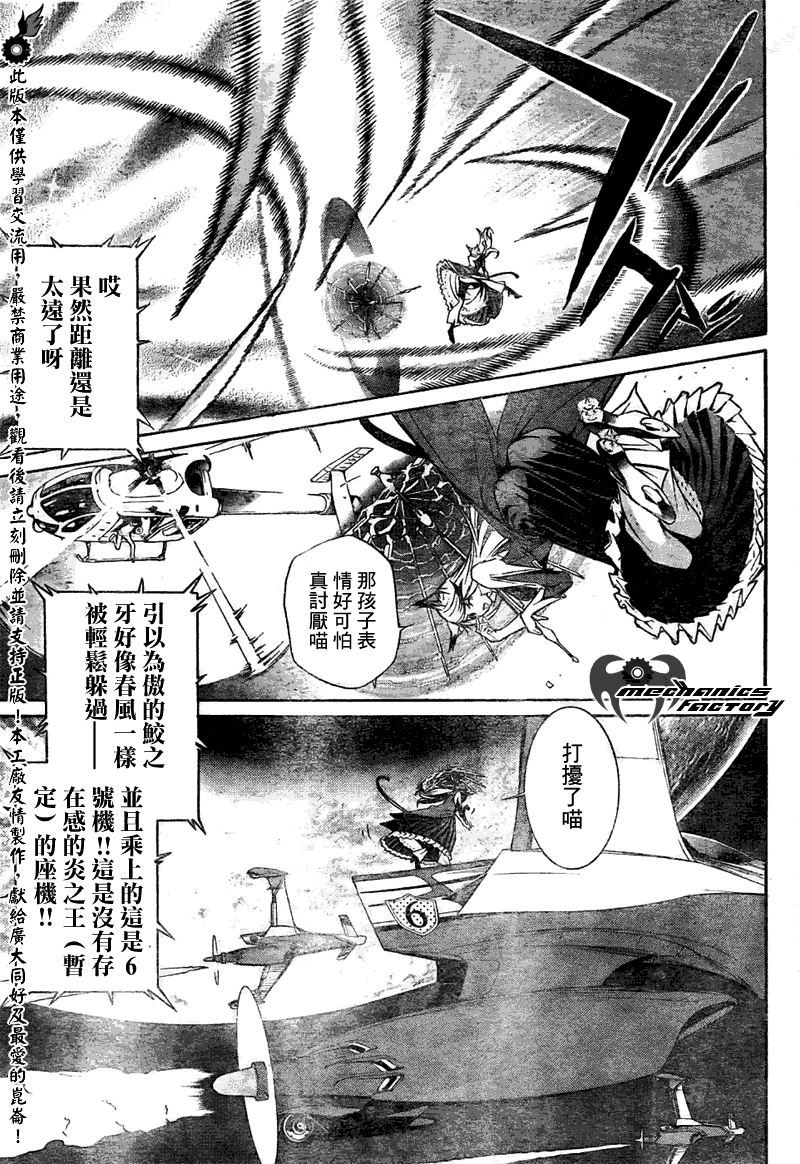 哎
果然距離還是
太遠了呀
那孩子表
情好可怕
真討厭喵
引以為傲的鮫之
牙好像春風一樣
被輕鬆躲過──
並且乘上的這是6
號機!!這是沒有存
在感的炎之王(暫
定)的座機!!
打擾了喵
6
mechanics
factory
此版本僅供學習交流用，嚴禁商業用途，觀看後請立刻刪除並請支持正版！本工廠友情製作，獻給廣大同好及最愛的崑崙！